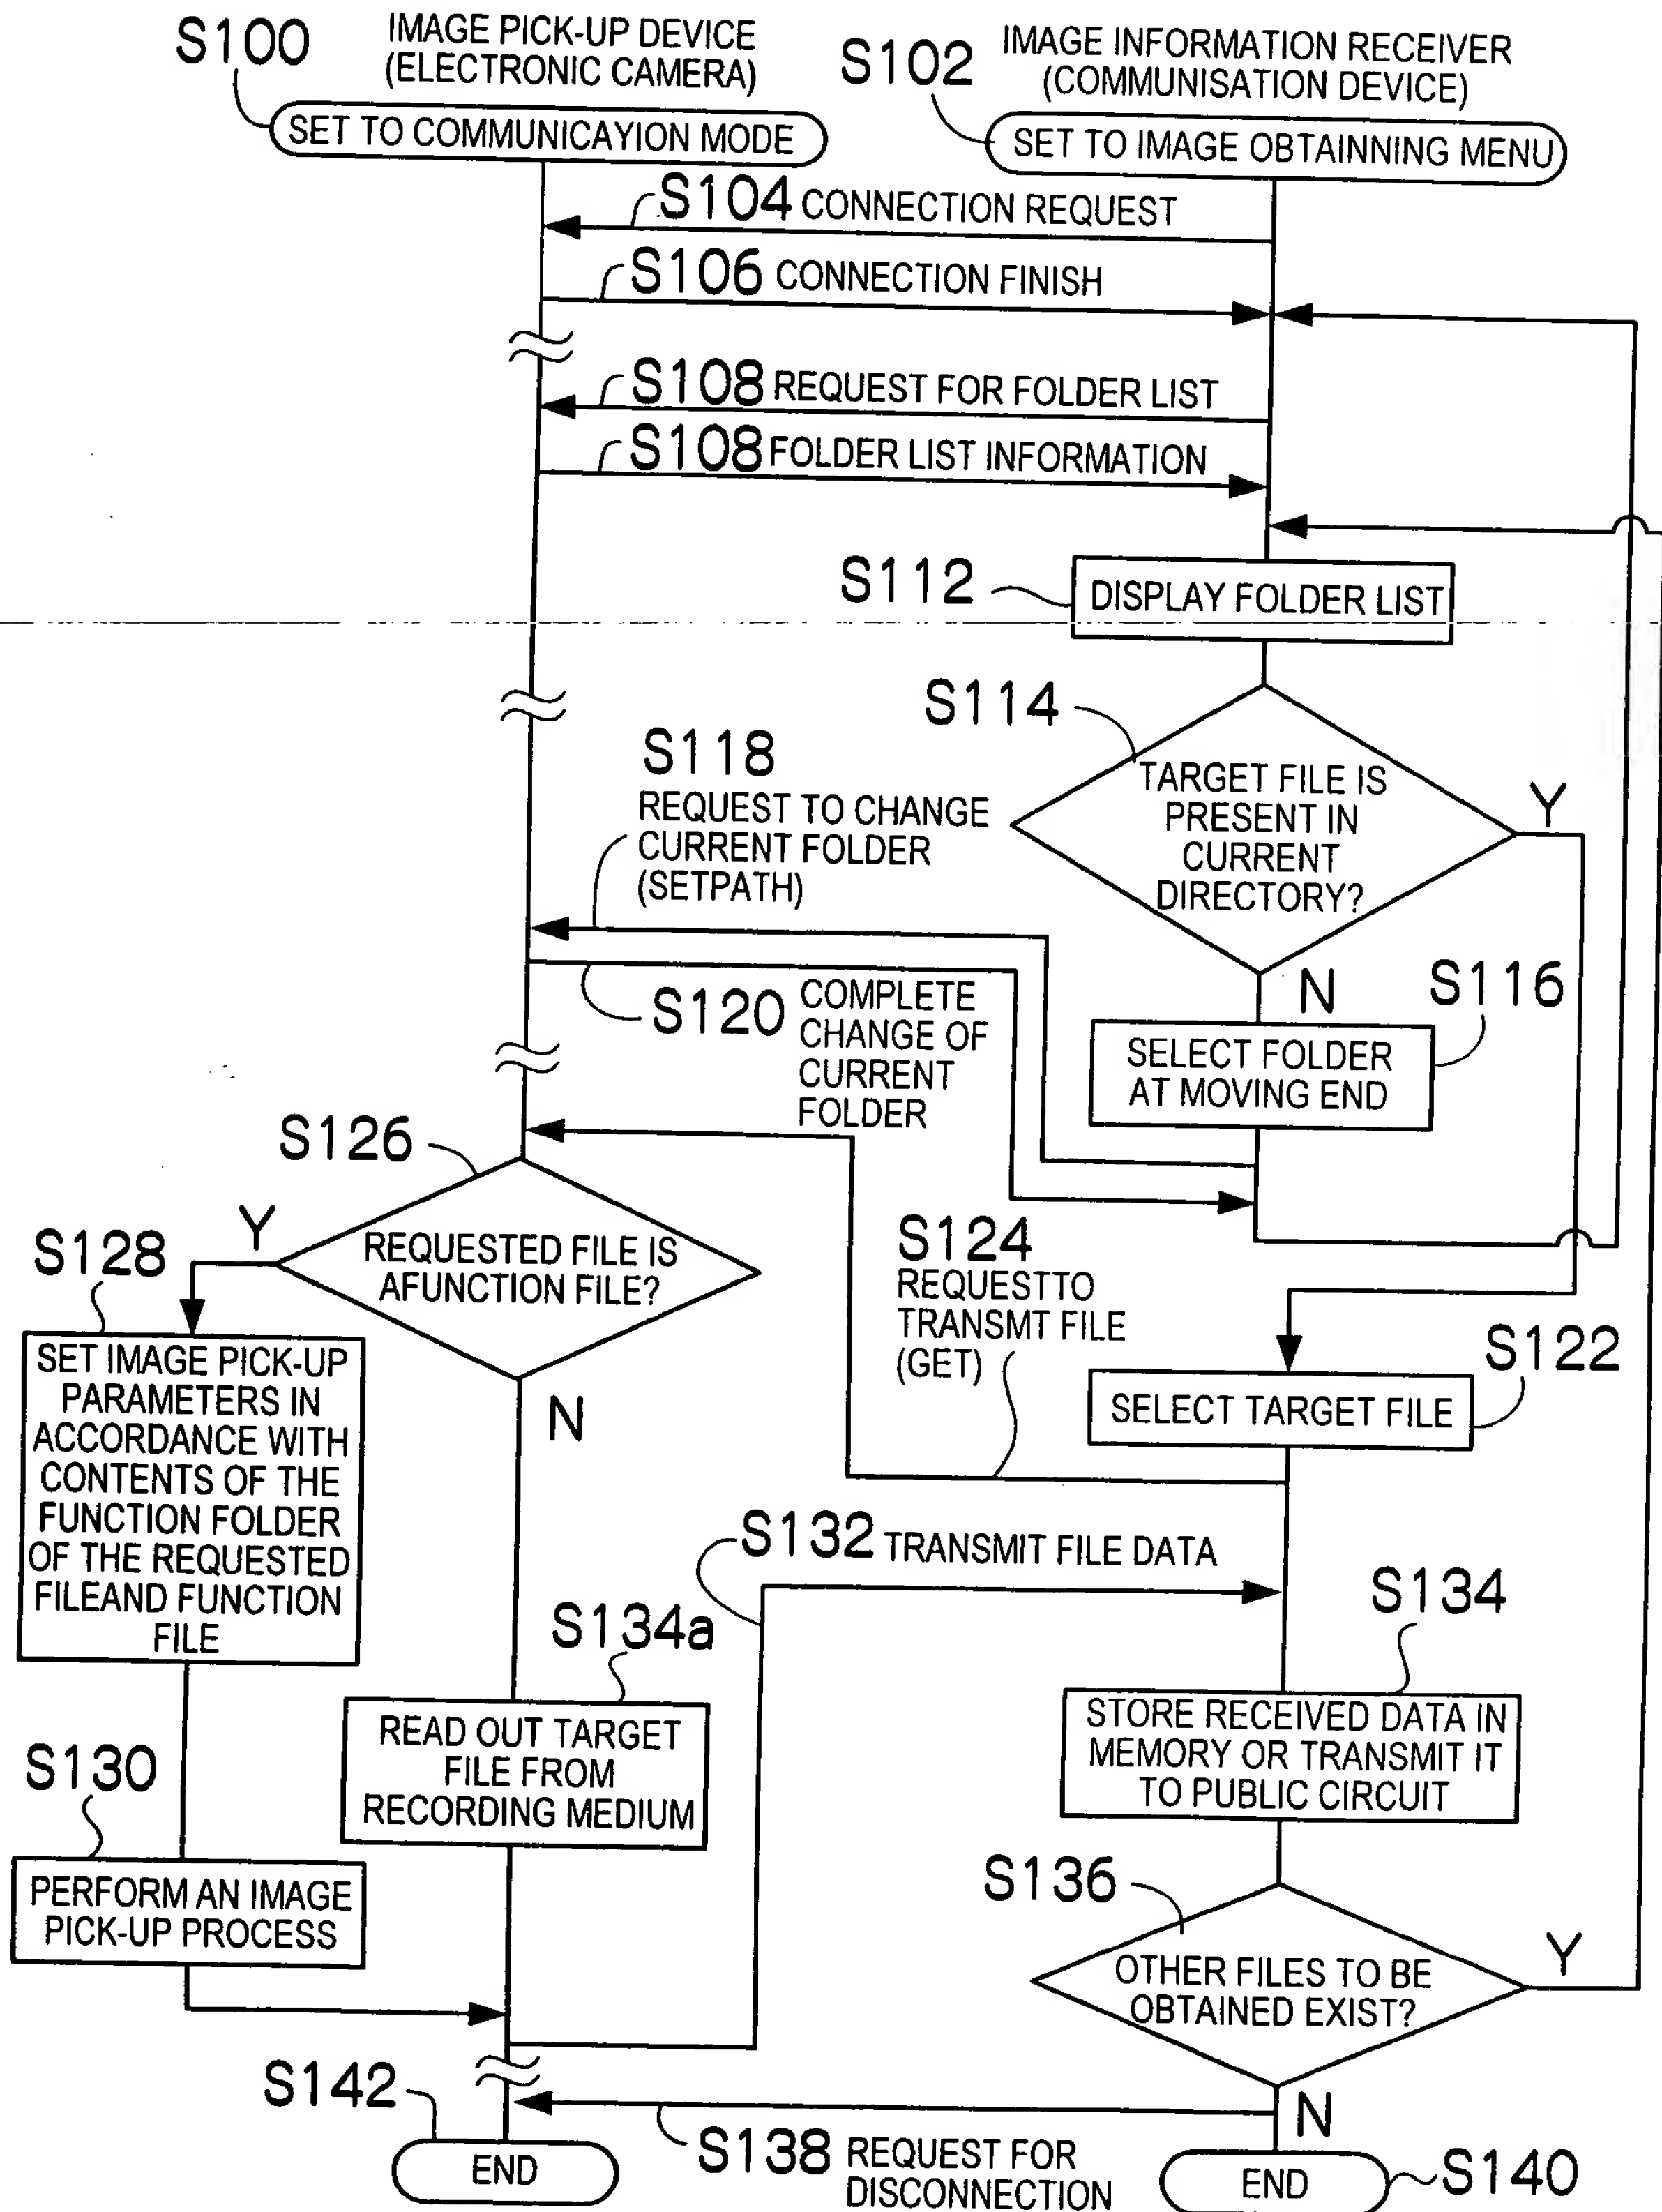 S100
IMAGE PICK-UP DEVICE
(ELECTRONIC CAMERA)
SET TO COMMUNICAYION MODE
S102
IMAGE INFORMATION RECEIVER
(COMMUNISATION DEVICE)
SET TO IMAGE OBTAINNING MENU
S104 CONNECTION REQUEST
S106 CONNECTION FINISH
S108 REQUEST FOR FOLDER LIST
S108 FOLDER LIST INFORMATION
S112
DISPLAY FOLDER LIST
S114
TARGET FILE IS
PRESENT IN
CURRENT
DIRECTORY?
Y
N
S118
REQUEST TO CHANGE
CURRENT FOLDER
(SETPATH)
S120
COMPLETE
CHANGE OF
CURRENT
FOLDER
S116
SELECT FOLDER
AT MOVING END
S126
REQUESTED FILE IS
AFUNCTION FILE?
Y
N
S128
SET IMAGE PICK-UP
PARAMETERS IN
ACCORDANCE WITH
CONTENTS OF THE
FUNCTION FOLDER
OF THE REQUESTED
FILEAND FUNCTION
FILE
S124
REQUESTTO
TRANSMT FILE
(GET)
S122
SELECT TARGET FILE
S132 TRANSMIT FILE DATA
S134a
READ OUT TARGET
FILE FROM
RECORDING MEDIUM
S134
STORE RECEIVED DATA IN
MEMORY OR TRANSMIT IT
TO PUBLIC CIRCUIT
S130
PERFORM AN IMAGE
PICK-UP PROCESS
S136
OTHER FILES TO BE
OBTAINED EXIST?
Y
N
S142
END
S138 REQUEST FOR
DISCONNECTION
END
S140